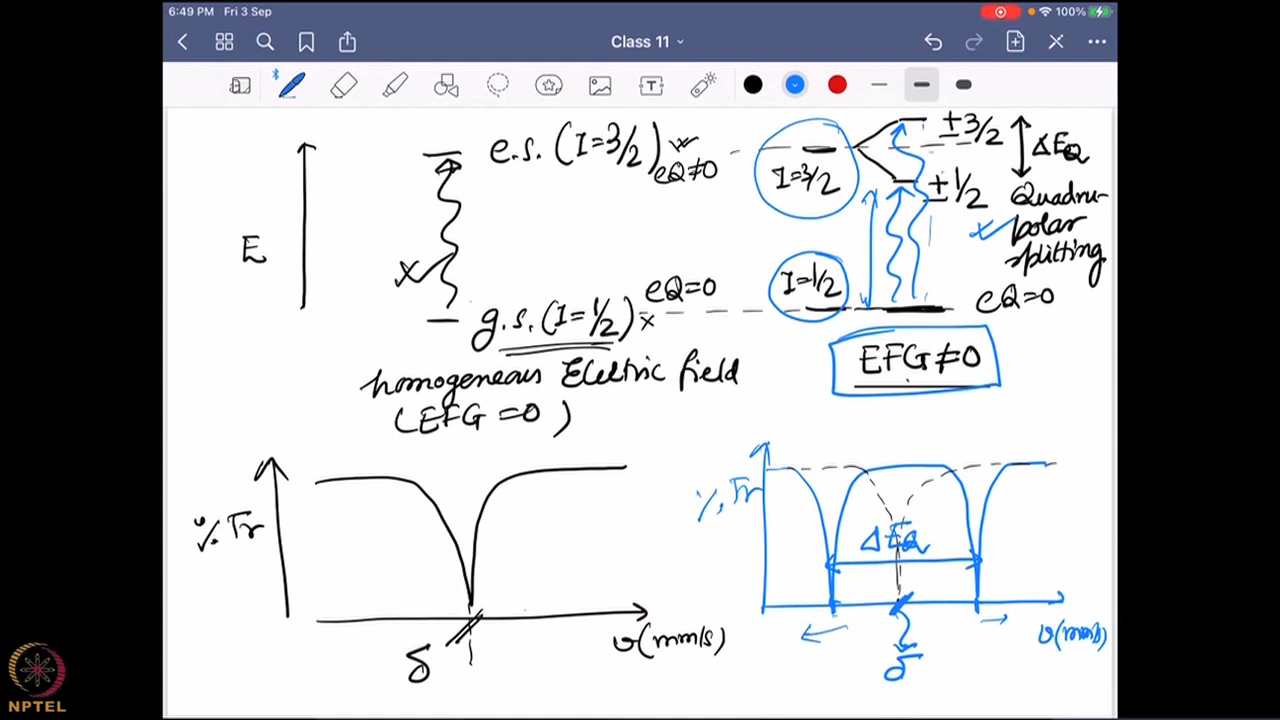 6:49 PM Fri 3 Sep
100%
Class 11
E
e.s. (I=3/2)
eQ≠0
g.s. (I=1/2)
eQ=0
homogeneous Electric field
(EFG=0)
I=3/2
I=1/2
±3/2
±1/2
ΔEQ
Quadru-
polar
splitting
eQ=0
EFG≠0
% Tr
δ
v(mm/s)
% Tr
ΔEQ
δ
v(mm/s)
NPTEL